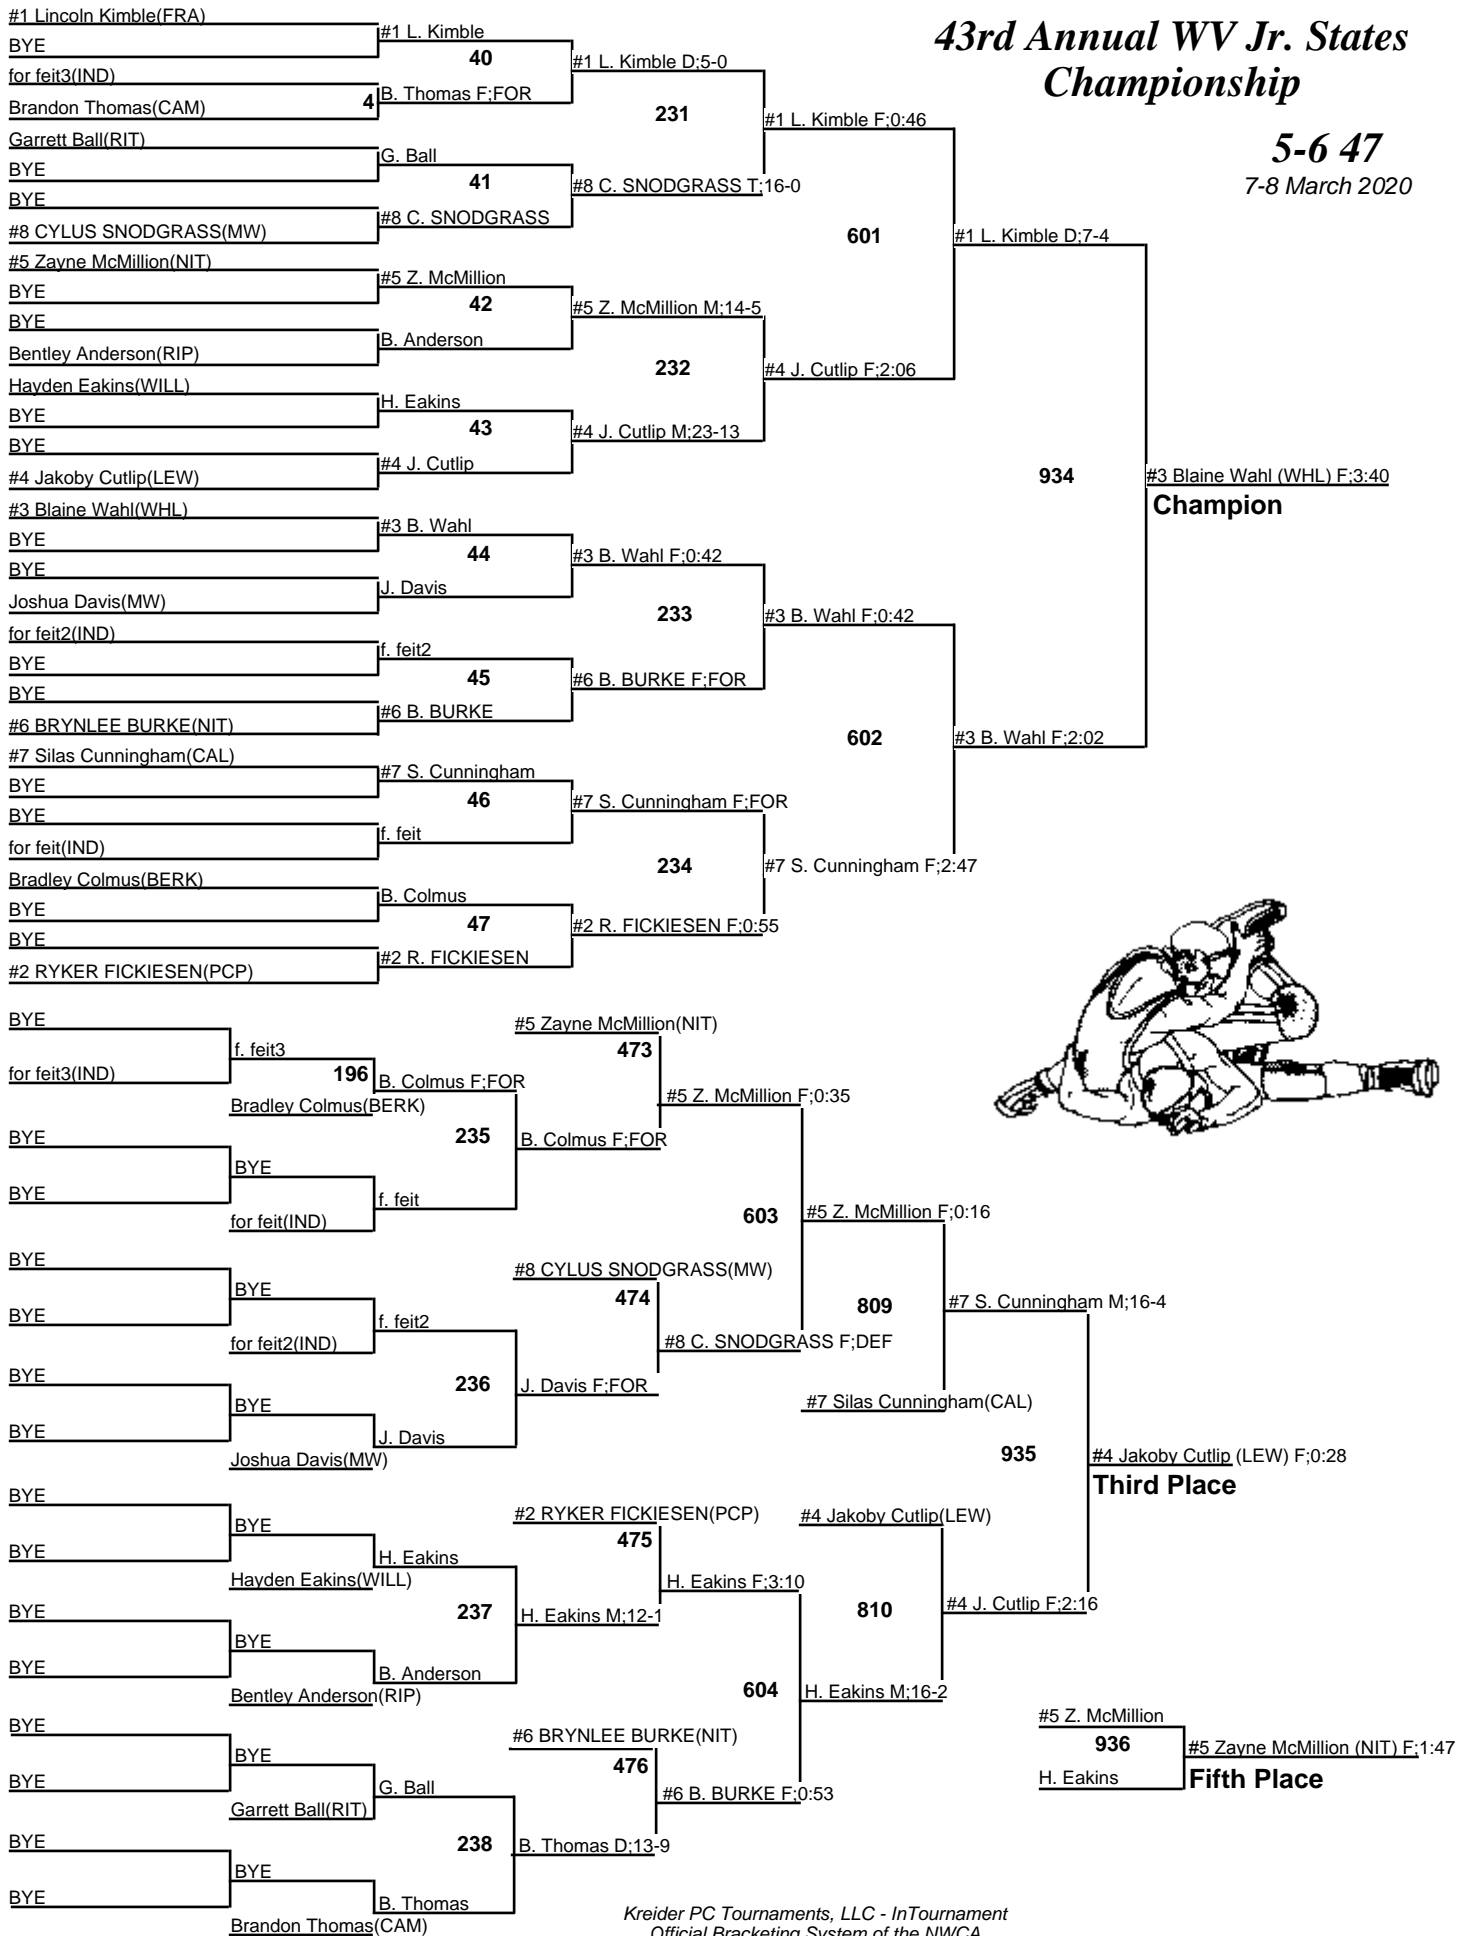 43rd Annual WV Jr. States
Championship
5-6 47
7-8 March 2020
#1 Lincoln Kimble(FRA)
BYE
for feit3(IND)
Brandon Thomas(CAM)
Garrett Ball(RIT)
BYE
BYE
#8 CYLUS SNODGRASS(MW)
#5 Zayne McMillion(NIT)
BYE
BYE
Bentley Anderson(RIP)
Hayden Eakins(WILL)
BYE
BYE
#4 Jakoby Cutlip(LEW)
#3 Blaine Wahl(WHL)
BYE
BYE
Joshua Davis(MW)
for feit2(IND)
BYE
BYE
#6 BRYNLEE BURKE(NIT)
#7 Silas Cunningham(CAL)
BYE
BYE
for feit(IND)
Bradley Colmus(BERK)
BYE
BYE
#2 RYKER FICKIESEN(PCP)
4
#1 L. Kimble
40
B. Thomas F;FOR
G. Ball
41
#8 C. SNODGRASS
#5 Z. McMillion
42
B. Anderson
H. Eakins
43
#4 J. Cutlip
#3 B. Wahl
44
J. Davis
f. feit2
45
#6 B. BURKE
#7 S. Cunningham
46
f. feit
B. Colmus
47
#2 R. FICKIESEN
#1 L. Kimble D;5-0
231
#8 C. SNODGRASS T;16-0
#5 Z. McMillion M;14-5
232
#4 J. Cutlip M;23-13
#3 B. Wahl F;0:42
233
#6 B. BURKE F;FOR
#7 S. Cunningham F;FOR
234
#2 R. FICKIESEN F;0:55
#1 L. Kimble F;0:46
601
#4 J. Cutlip F;2:06
#3 B. Wahl F;0:42
602
#7 S. Cunningham F;2:47
#1 L. Kimble D;7-4
934
#3 B. Wahl F;2:02
#3 Blaine Wahl (WHL) F;3:40
Champion
BYE
for feit3(IND)
BYE
BYE
BYE
BYE
BYE
BYE
BYE
BYE
BYE
BYE
BYE
BYE
BYE
BYE
f. feit3
196
Bradley Colmus(BERK)
BYE
for feit(IND)
BYE
for feit2(IND)
BYE
Joshua Davis(MW)
BYE
Hayden Eakins(WILL)
BYE
Bentley Anderson(RIP)
BYE
Garrett Ball(RIT)
BYE
Brandon Thomas(CAM)
B. Colmus F;FOR
235
f. feit
f. feit2
236
J. Davis
H. Eakins
237
B. Anderson
G. Ball
238
B. Thomas
#5 Zayne McMillion(NIT)
473
B. Colmus F;FOR
#8 CYLUS SNODGRASS(MW)
474
J. Davis F;FOR
#2 RYKER FICKIESEN(PCP)
475
H. Eakins M;12-1
#6 BRYNLEE BURKE(NIT)
476
B. Thomas D;13-9
#5 Z. McMillion F;0:35
603
#8 C. SNODGRASS F;DEF
H. Eakins F;3:10
604
#6 B. BURKE F;0:53
#5 Z. McMillion F;0:16
809
#7 Silas Cunningham(CAL)
#4 Jakoby Cutlip(LEW)
810
H. Eakins M;16-2
#7 S. Cunningham M;16-4
935
#4 J. Cutlip F;2:16
#4 Jakoby Cutlip (LEW) F;0:28
Third Place
#5 Z. McMillion
936
H. Eakins
#5 Zayne McMillion (NIT) F;1:47
Fifth Place
Kreider PC Tournaments, LLC - InTournament
Official Bracketing System of the NWCA